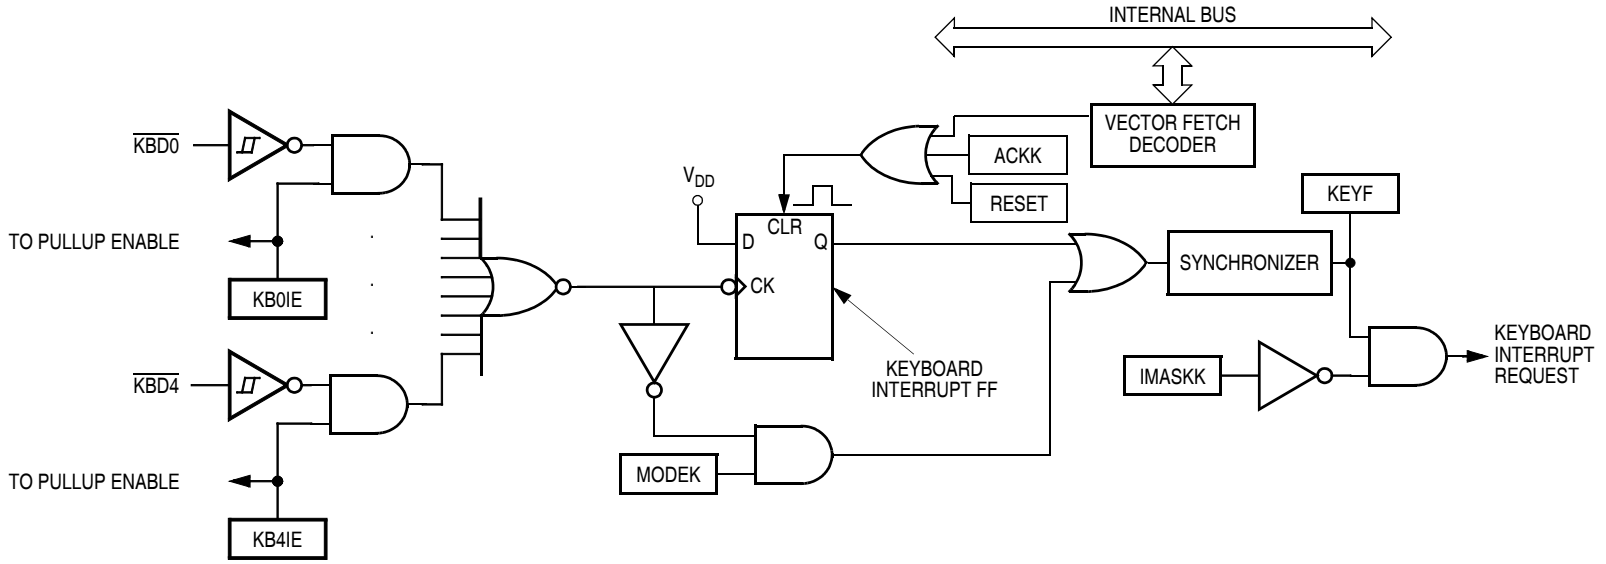 INTERNAL BUS
KBD0
VECTOR FETCH
DECODER
ACKK
VDD
RESET
KEYF
CLR
TO PULLUP ENABLE
D
Q
SYNCHRONIZER
KB0IE
CK
KEYBOARD
INTERRUPT FF
KEYBOARD
INTERRUPT
REQUEST
KBD4
IMASKK
MODEK
TO PULLUP ENABLE
KB4IE